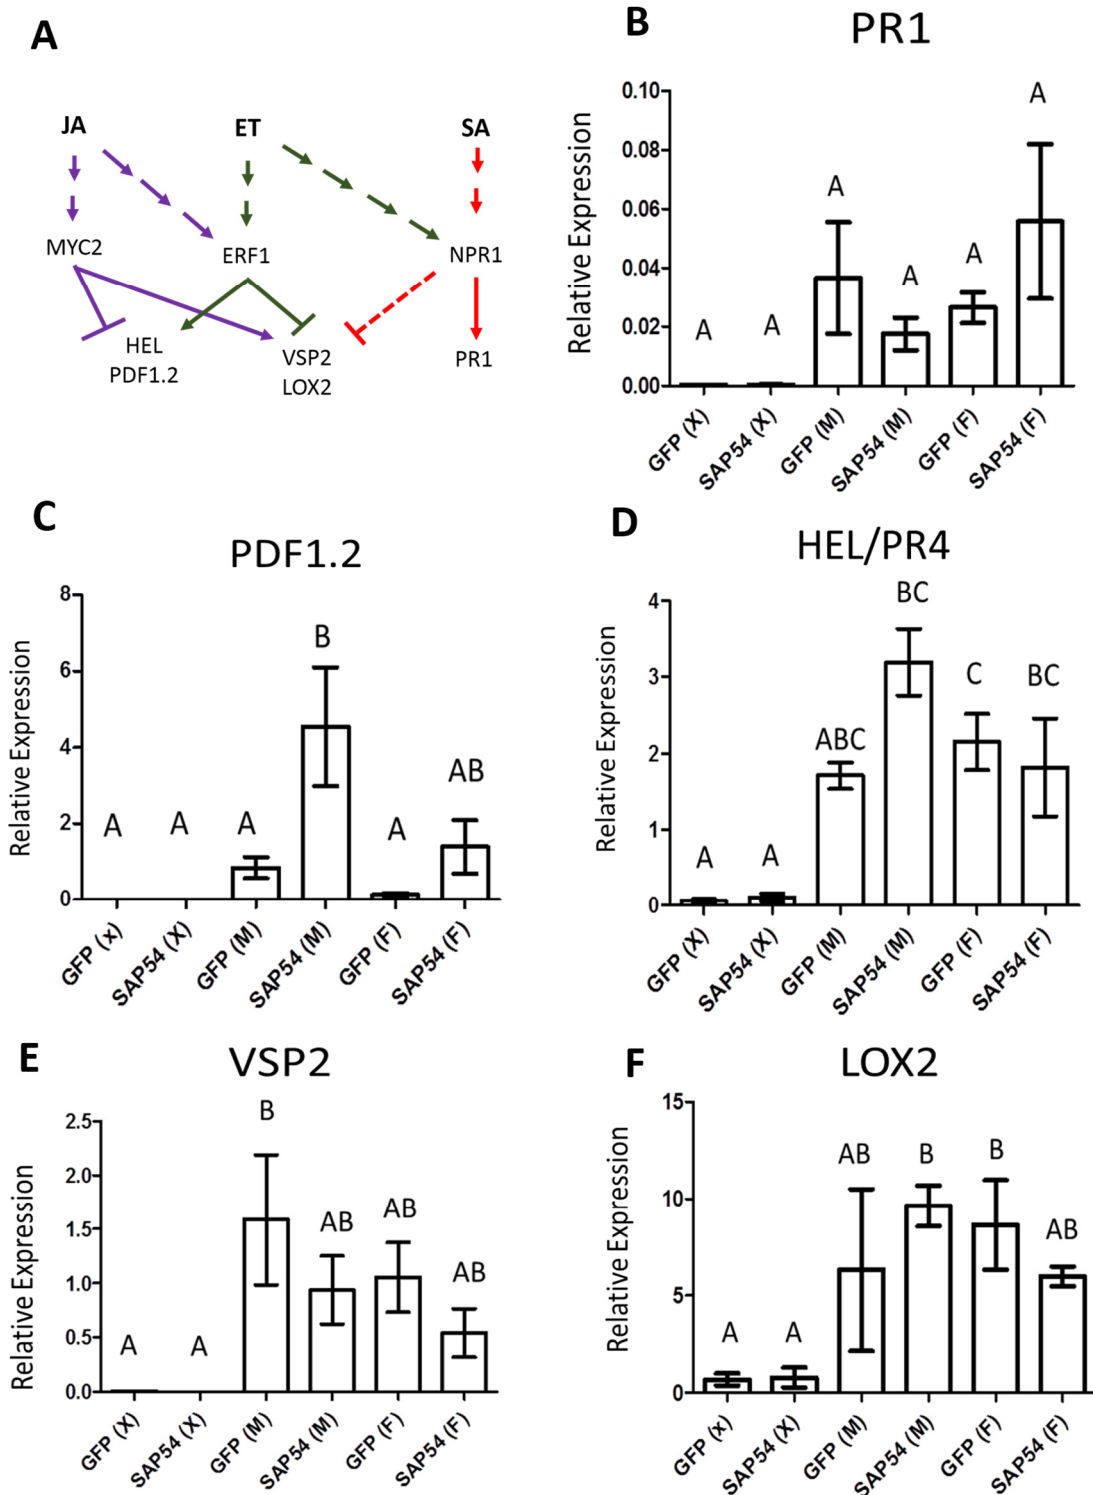 A
JA ET SA
MYC2 ERF1 NPR1
HEL VSP2 PR1
PDF1.2 LOX2
B
PR1
Relative Expression
0.10
0.08
0.06
0.04
0.02
0.00
A A A A A A
GFP (X) SAP54 (X) GFP (M) SAP54 (M) GFP (F) SAP54 (F)
C
PDF1.2
Relative Expression
8
6
4
2
0
A A A B A AB
GFP (x) SAP54 (X) GFP (M) SAP54 (M) GFP (F) SAP54 (F)
D
HEL/PR4
Relative Expression
4
3
2
1
0
A A ABC BC C BC
GFP (X) SAP54 (X) GFP (M) SAP54 (M) GFP (F) SAP54 (F)
E
VSP2
Relative Expression
2.5
2.0
1.5
1.0
0.5
0.0
A A B AB AB AB
GFP (X) SAP54 (X) GFP (M) SAP54 (M) GFP (F) SAP54 (F)
F
LOX2
Relative Expression
15
10
5
0
A A AB B B AB
GFP (x) SAP54 (X) GFP (M) SAP54 (M) GFP (F) SAP54 (F)